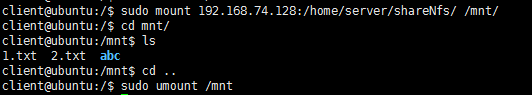 client@ubuntu:/$ sudo mount 192.168.74.128:/home/server/shareNfs/ /mnt/
client@ubuntu:/$ cd mnt/
client@ubuntu:/mnt$ ls
1.txt  2.txt  abc
client@ubuntu:/mnt$ cd ..
client@ubuntu:/$ sudo umount /mnt